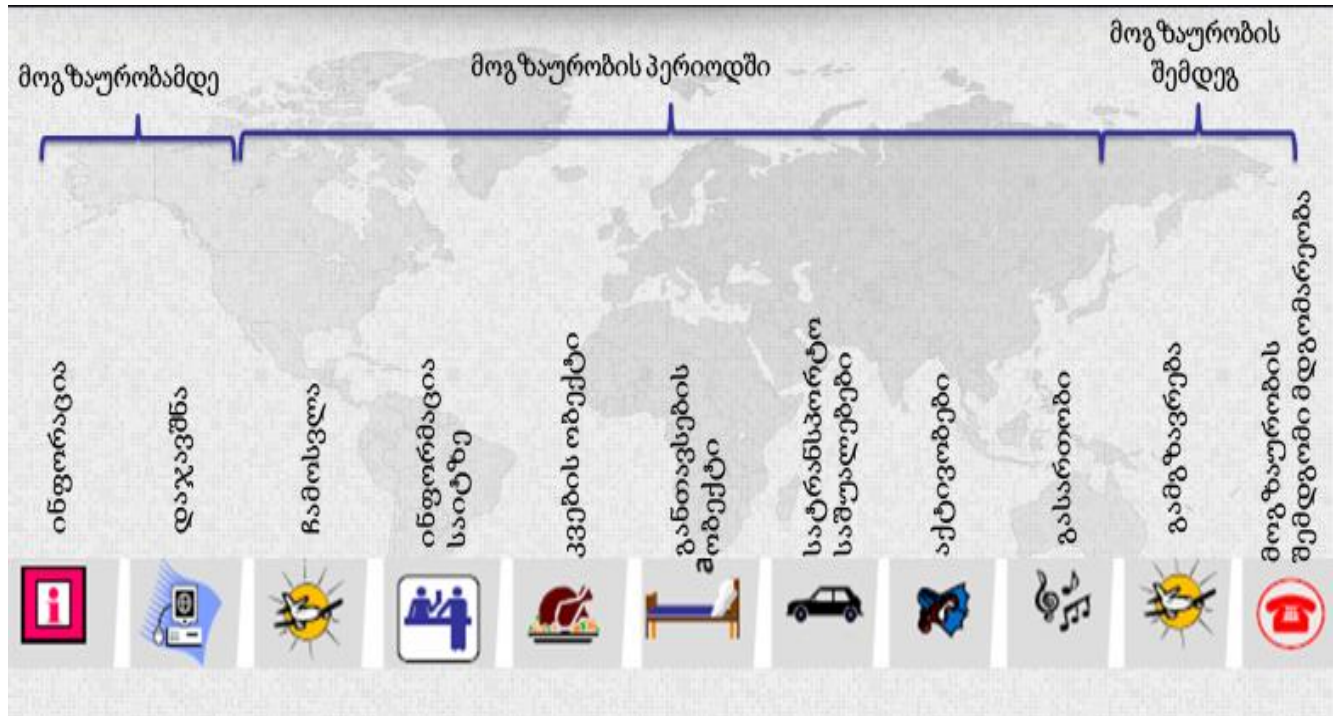 მოგზაურობამდე
მოგზაურობის პერიოდში
მოგზაურობის
შემდეგ
ინფორაცია
დაჯავშნა
ჩამოსვლა
ინფორმაცია
საიტზე
კვების ობიექტი
განთავსების
ობიექტი
სატრანსპორტო
საშუალებები
აქტივობები
გასართობი
გამგზავრება
მოგზაურობის
შემდგომი მდგომარეობა
i